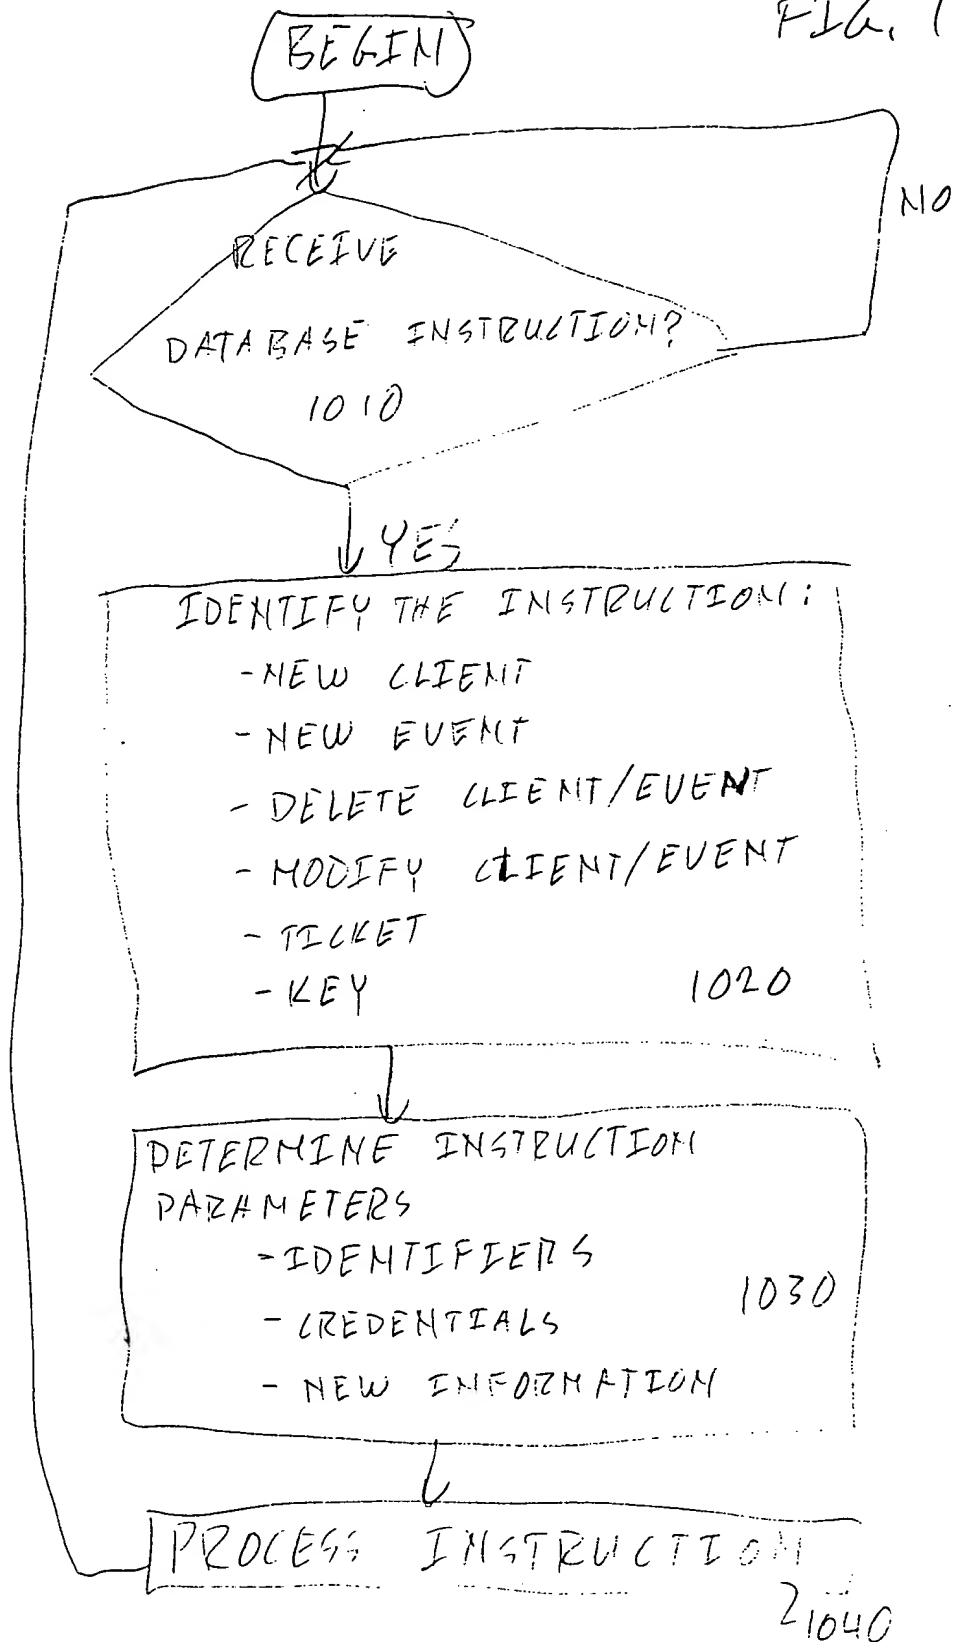 FIG. 1
BEGIN
NO
RECEIVE
DATABASE INSTRUCTION?
1010
YES
IDENTIFY THE INSTRUCTION:
- NEW CLIENT
- NEW EVENT
- DELETE CLIENT/EVENT
- MODIFY CLIENT/EVENT
- TICKET
- KEY 1020
DETERMINE INSTRUCTION
PARAMETERS
- IDENTIFIERS
1030
- CREDENTIALS
- NEW INFORMATION
PROCESS INSTRUCTION
1040